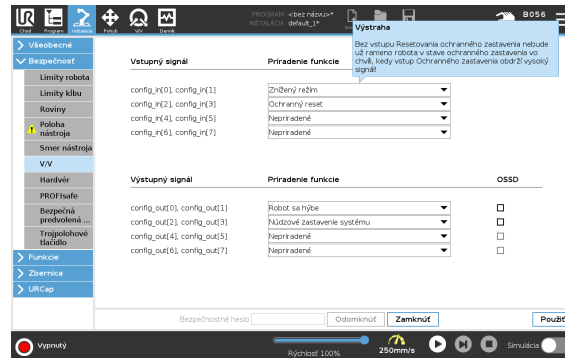 PROGRAM <bez názvu>*
INŠTALÁCIA default_1*
B056
Chod Program Inštalácia Pohyb V/V Denník
Výstraha
Bez vstupu Resetovania ochranného zastavenia nebude
už rameno robota v stave ochranného zastavenia vo
chvíli, kedy vstup Ochranného zastavenia obdrží vysoký
signál!
Všeobecné
Bezpečnosť
Limity robota
Limity kĺbu
Roviny
Poloha
nástroja
Smer nástroja
V/V
Hardvér
PROFIsafe
Bezpečná
predvolená ...
Trojpolohové
tlačidlo
Funkcie
Zbernica
URCap
Vstupný signál Priradenie funkcie
config_in[0], config_in[1] Znížený režim
config_in[2], config_in[3] Ochranný reset
config_in[4], config_in[5] Nepriradené
config_in[6], config_in[7] Nepriradené
Výstupný signál Priradenie funkcie OSSD
config_out[0], config_out[1] Robot sa hýbe
config_out[2], config_out[3] Núdzové zastavenie systému
config_out[4], config_out[5] Nepriradené
config_out[6], config_out[7] Nepriradené
Bezpečnostné heslo Odomknúť Zamknúť Použiť
Vypnutý
Rýchlosť 100%
250mm/s
Simulácia